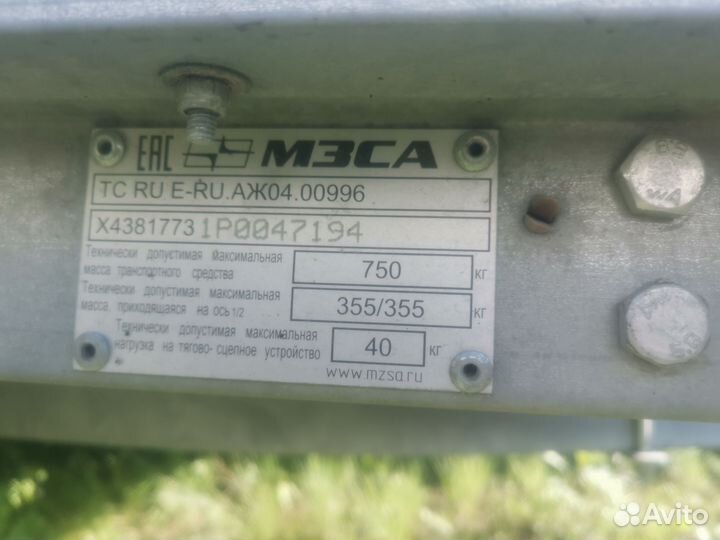 EAC МЗСА
ТС RU E-RU.АЖ04.00996
X43817731P0047194
Технически допустимая максимальная
масса транспортного средства 750 кг
Технически допустимая максимальная
масса, приходящаяся на ось 1/2 355/355 кг
Технически допустимая максимальная
нагрузка на тягово-сцепное устройство 40 кг
www.mzsa.ru
Avito